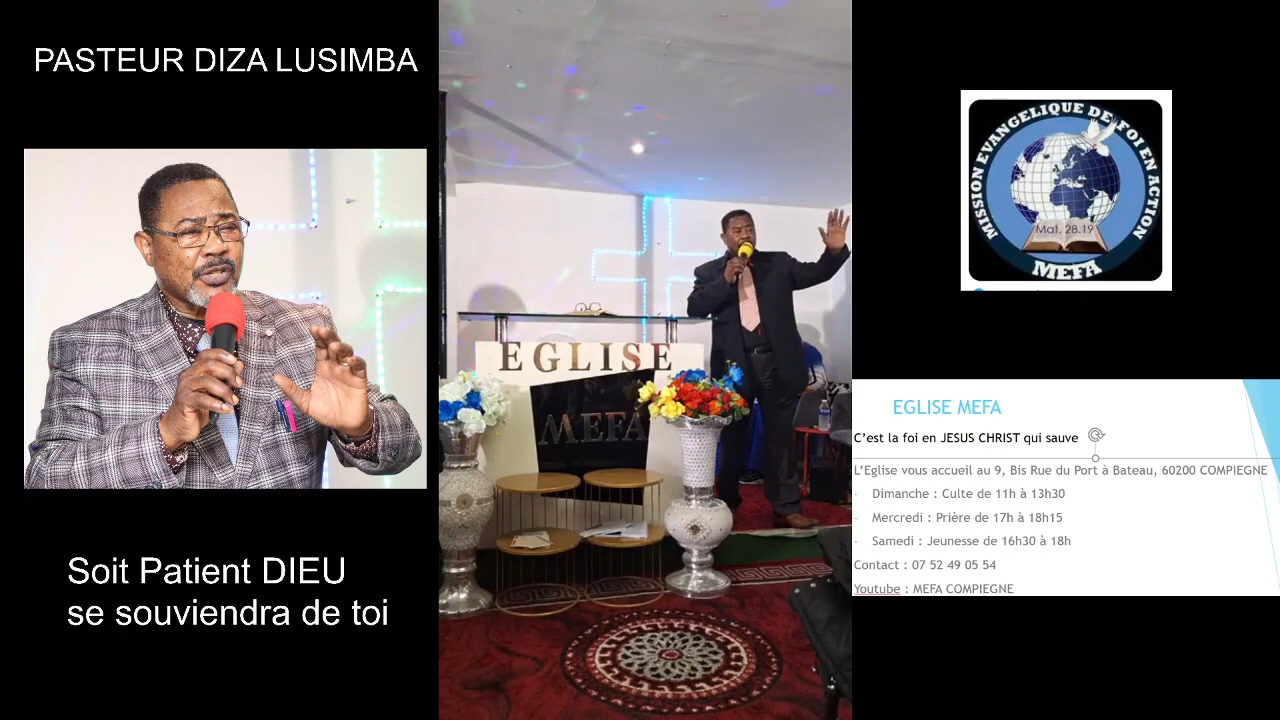 PASTEUR DIZA LUSIMBA
Soit Patient DIEU
se souviendra de toi
EGLISE
MEFA
MISSION EVANGELIQUE DE FOI EN ACTION
Mat. 28.19
MEFA
EGLISE MEFA
C'est la foi en JESUS CHRIST qui sauve
L'Eglise vous accueil au 9, Bis Rue du Port à Bateau, 60200 COMPIEGNE
- Dimanche : Culte de 11h à 13h30
- Mercredi : Prière de 17h à 18h15
- Samedi : Jeunesse de 16h30 à 18h
Contact : 07 52 49 05 54
Youtube : MEFA COMPIEGNE